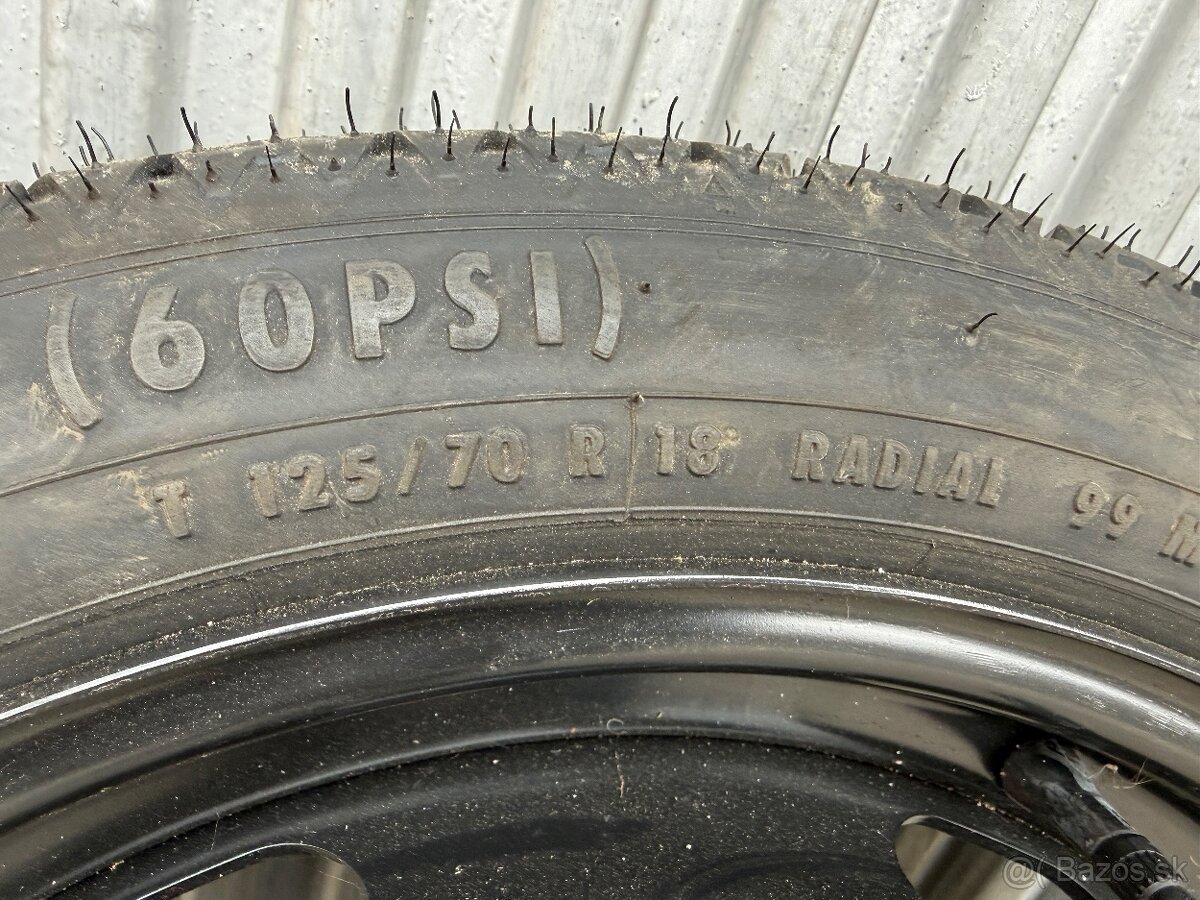 (60PSI)
T 125/70 R 18 RADIAL 99 M
@( Bazos.sk